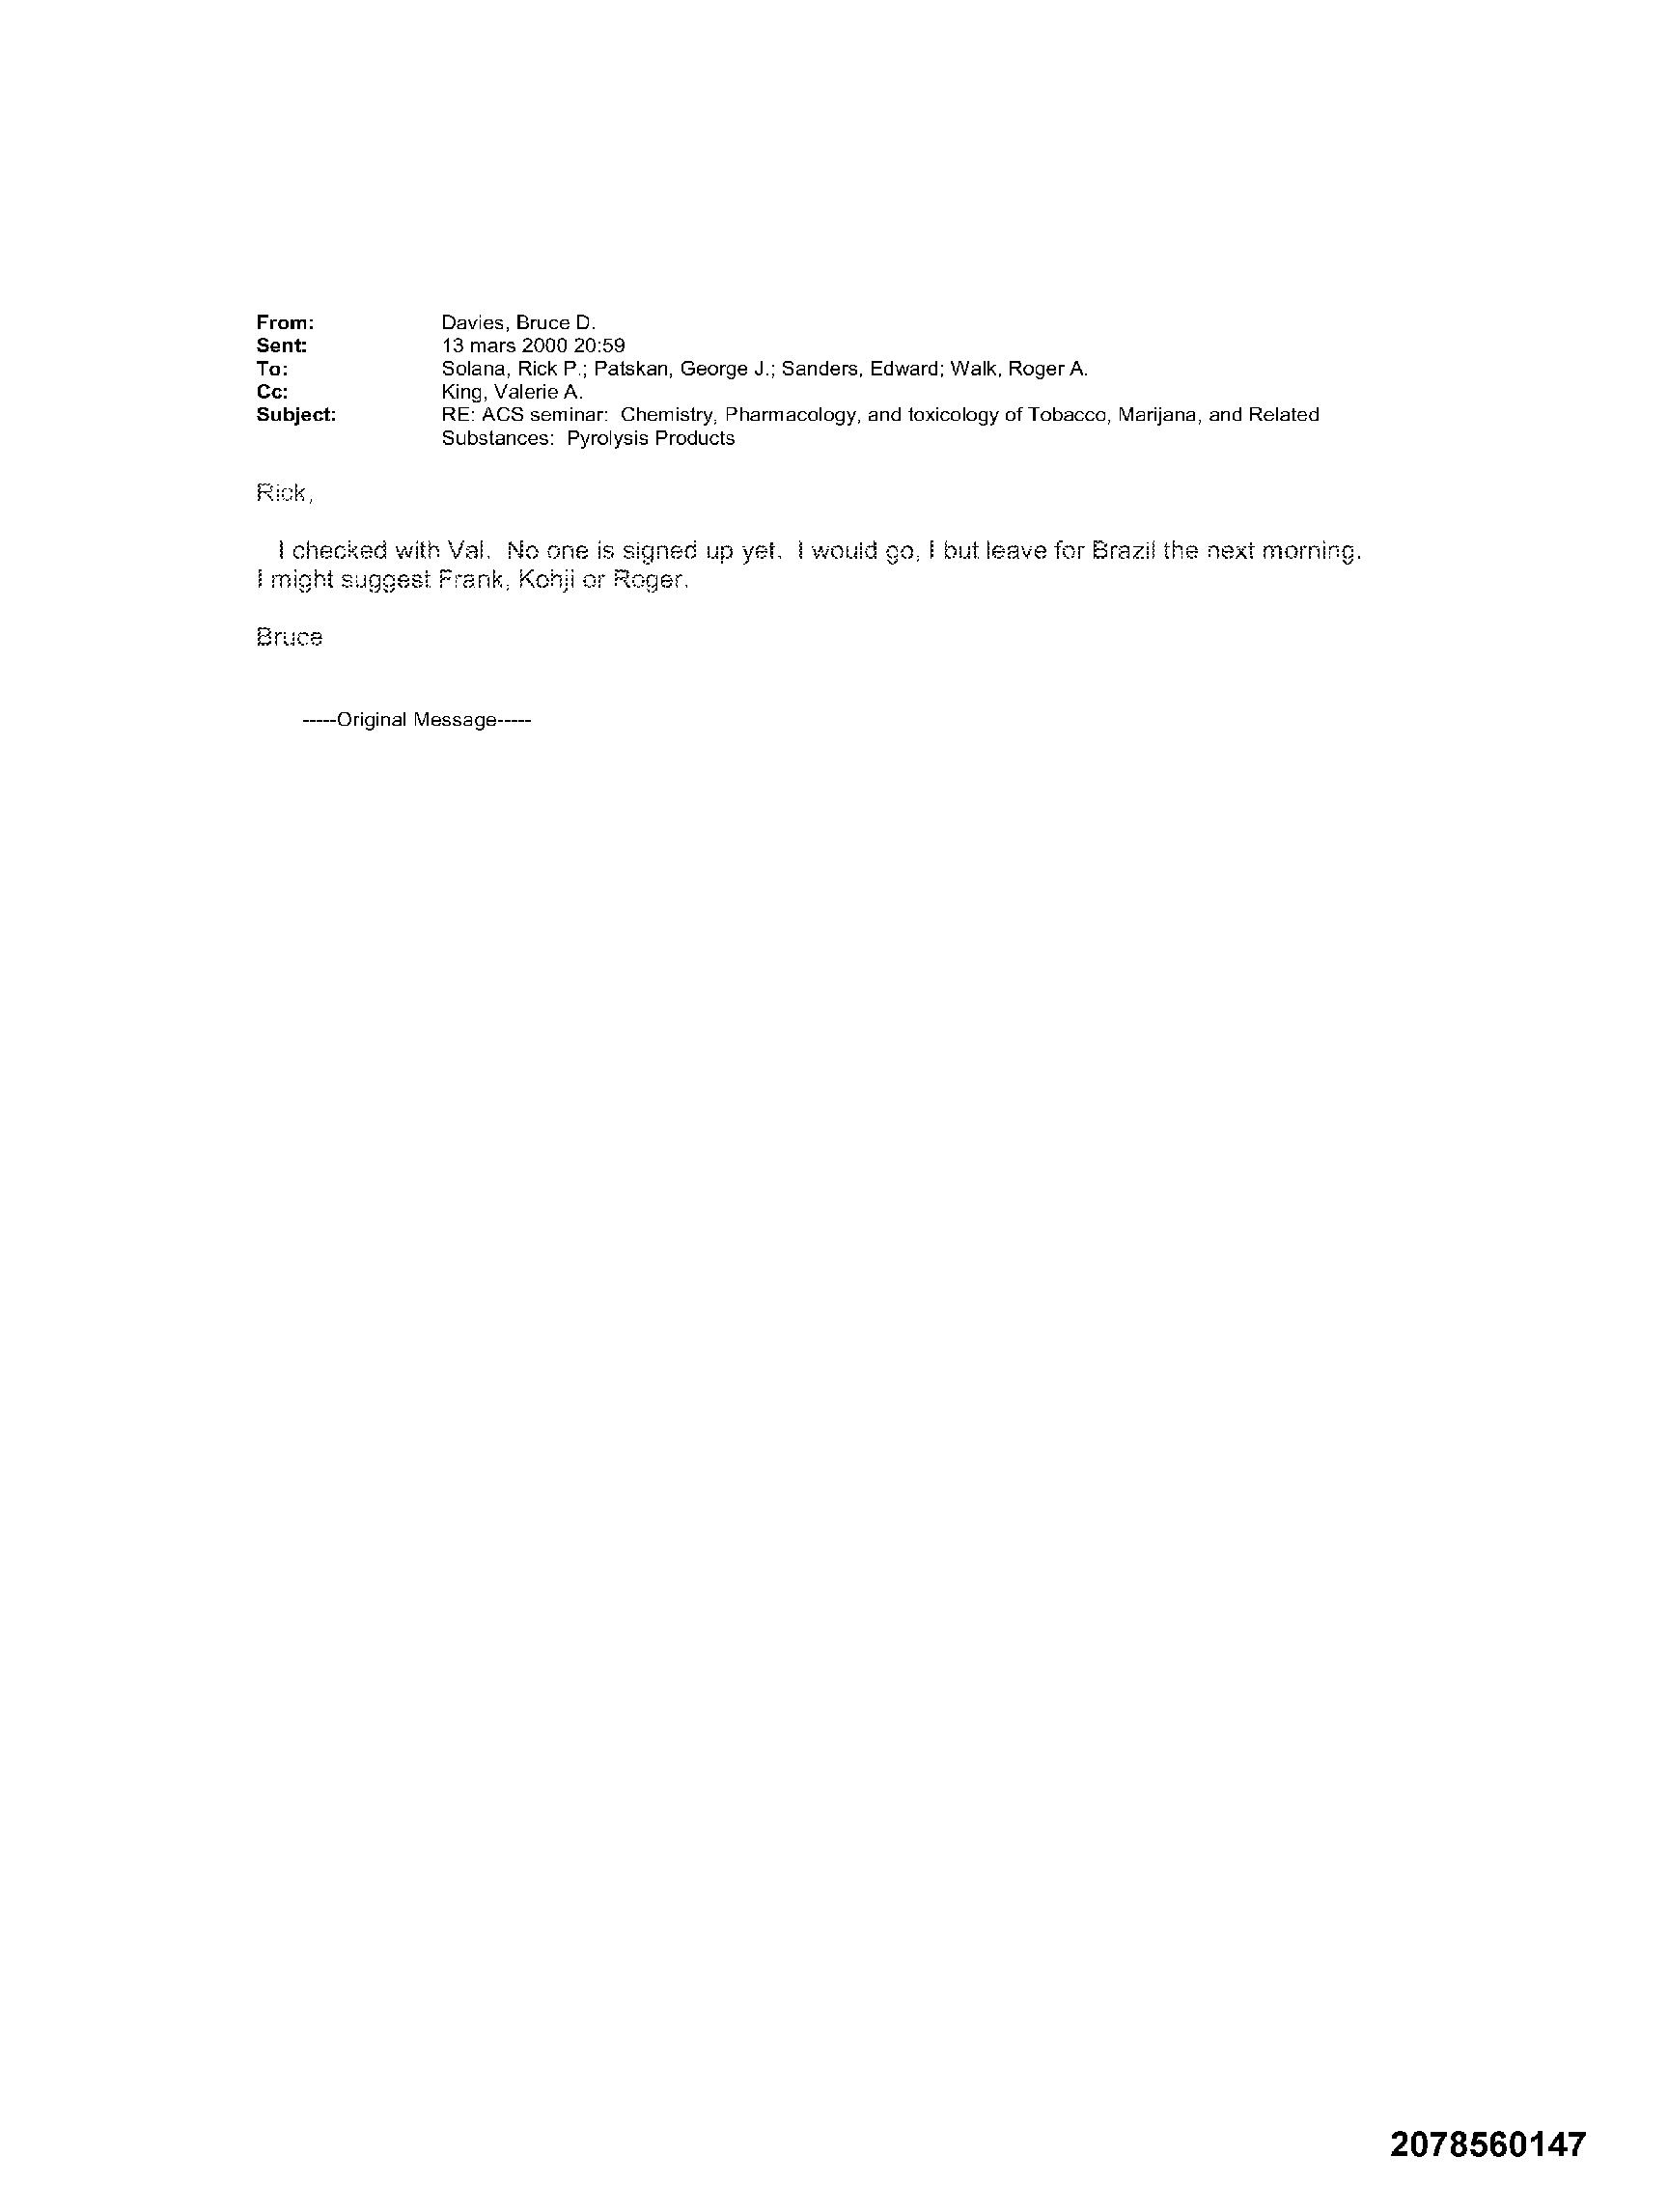 From: Davies, Bruce D.
Sent: 13 mars 2000 20:59
To: Solana, Rick P.; Patskan, George J.; Sanders, Edward; Walk, Roger A.
Cc: King, Valerie A.
Subject: RE: ACS seminar:  Chemistry, Pharmacology, and toxicology of Tobacco, Marijana, and Related
Substances:  Pyrolysis Products
Rick,
I checked with Val.  No one is signed up yet.  I would go, I but leave for Brazil the next morning.
I might suggest Frank, Kohji or Roger.
Bruce
-----Original Message-----
2078560147